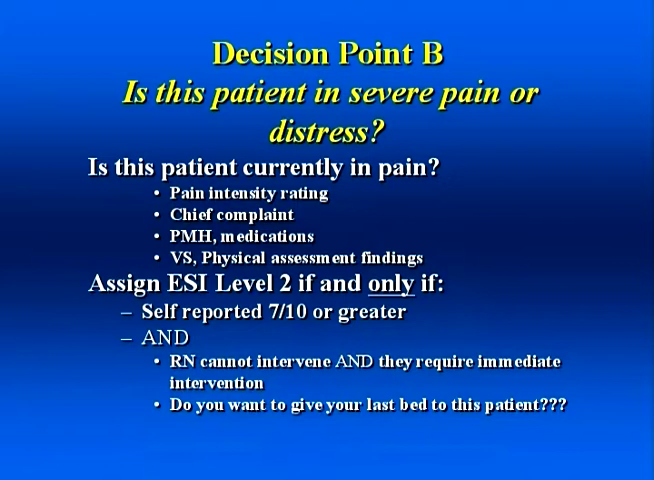 Decision Point B
Is this patient in severe pain or
distress?
Is this patient currently in pain?
• Pain intensity rating
• Chief complaint
• PMH, medications
• VS, Physical assessment findings
Assign ESI Level 2 if and only if:
– Self reported 7/10 or greater
– AND
• RN cannot intervene AND they require immediate
intervention
• Do you want to give your last bed to this patient???